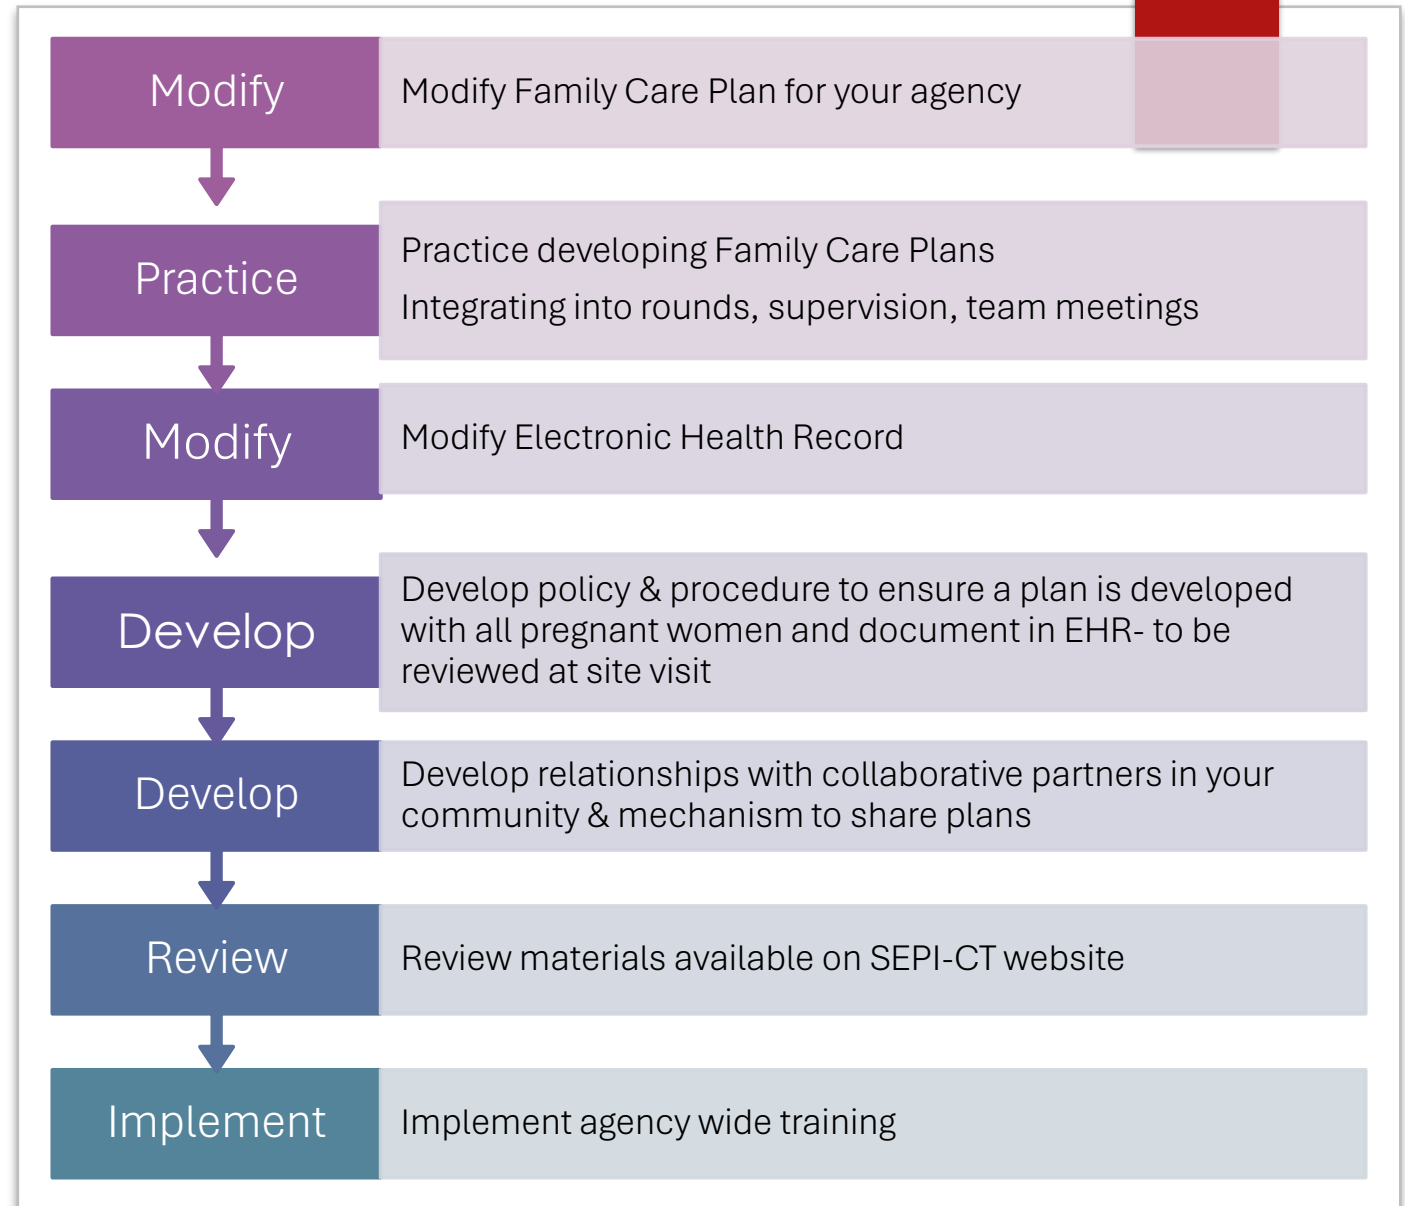 Modify
Modify Family Care Plan for your agency
Practice
Practice developing Family Care Plans
Integrating into rounds, supervision, team meetings
Modify
Modify Electronic Health Record
Develop
Develop policy & procedure to ensure a plan is developed
with all pregnant women and document in EHR- to be
reviewed at site visit
Develop
Develop relationships with collaborative partners in your
community & mechanism to share plans
Review
Review materials available on SEPI-CT website
Implement
Implement agency wide training